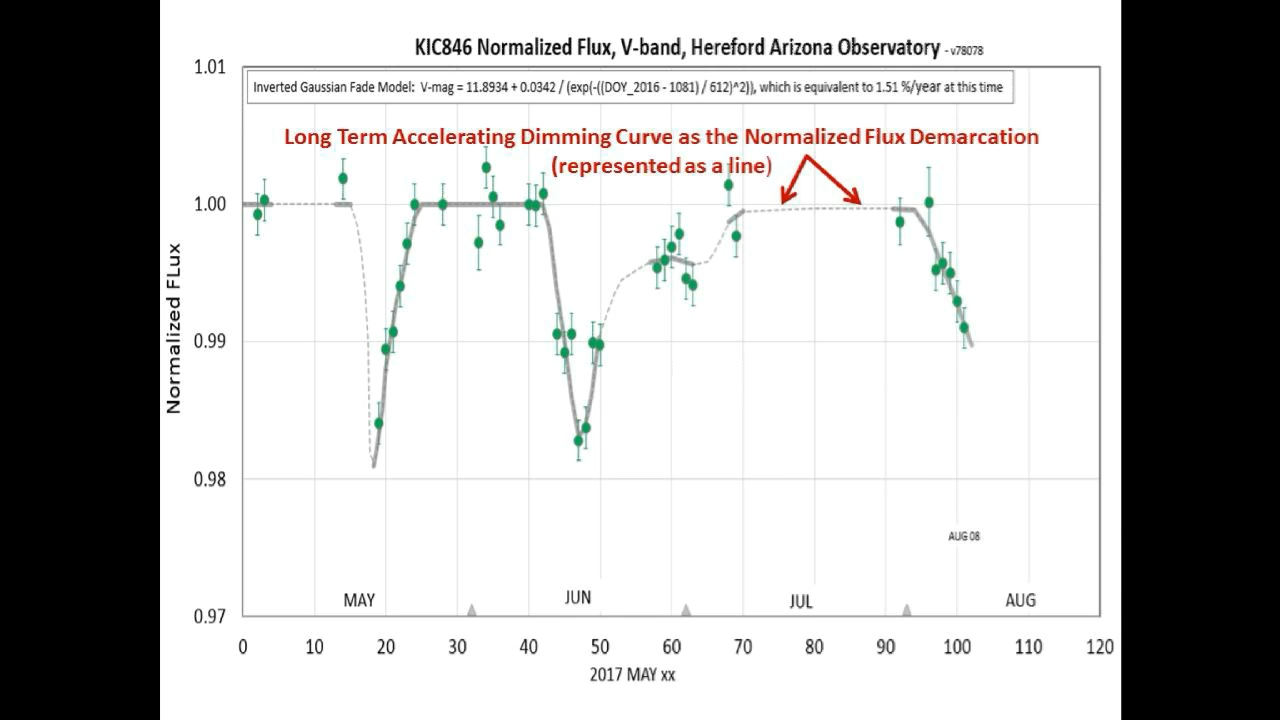 KIC846 Normalized Flux, V-band, Hereford Arizona Observatory - v78078
Inverted Gaussian Fade Model: V-mag = 11.8934 + 0.0342 / (exp(-((DOY_2016 - 1081) / 612)^2)), which is equivalent to 1.51 %/year at this time
Long Term Accelerating Dimming Curve as the Normalized Flux Demarcation
(represented as a line)
1.01
1.00
0.99
0.98
0.97
Normalized FLux
AUG 08
MAY
JUN
JUL
AUG
0 10 20 30 40 50 60 70 80 90 100 110 120
2017 MAY xx